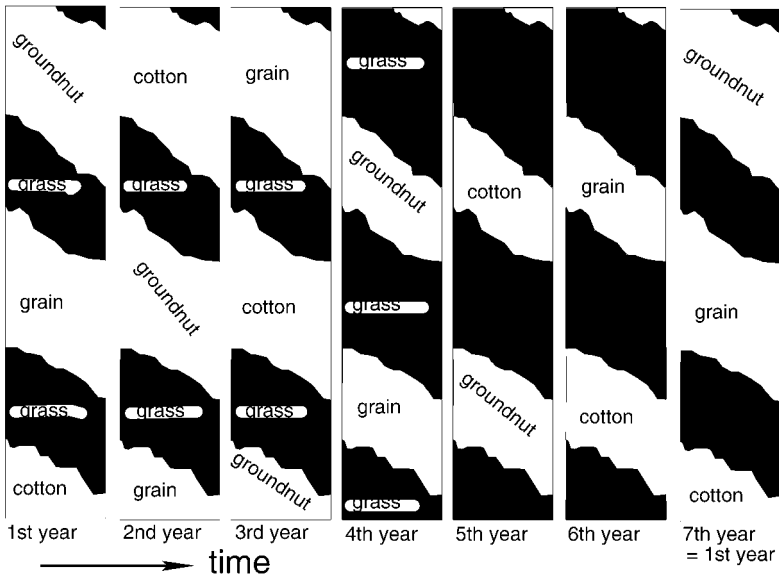 groundnut
grass
grain
grass
cotton
1st year
cotton
grass
groundnut
grass
grain
2nd year
grain
grass
cotton
grass
groundnut
3rd year
grass
groundnut
grass
grain
grass
4th year
cotton
groundnut
5th year
grain
cotton
6th year
groundnut
grain
cotton
7th year
= 1st year
time